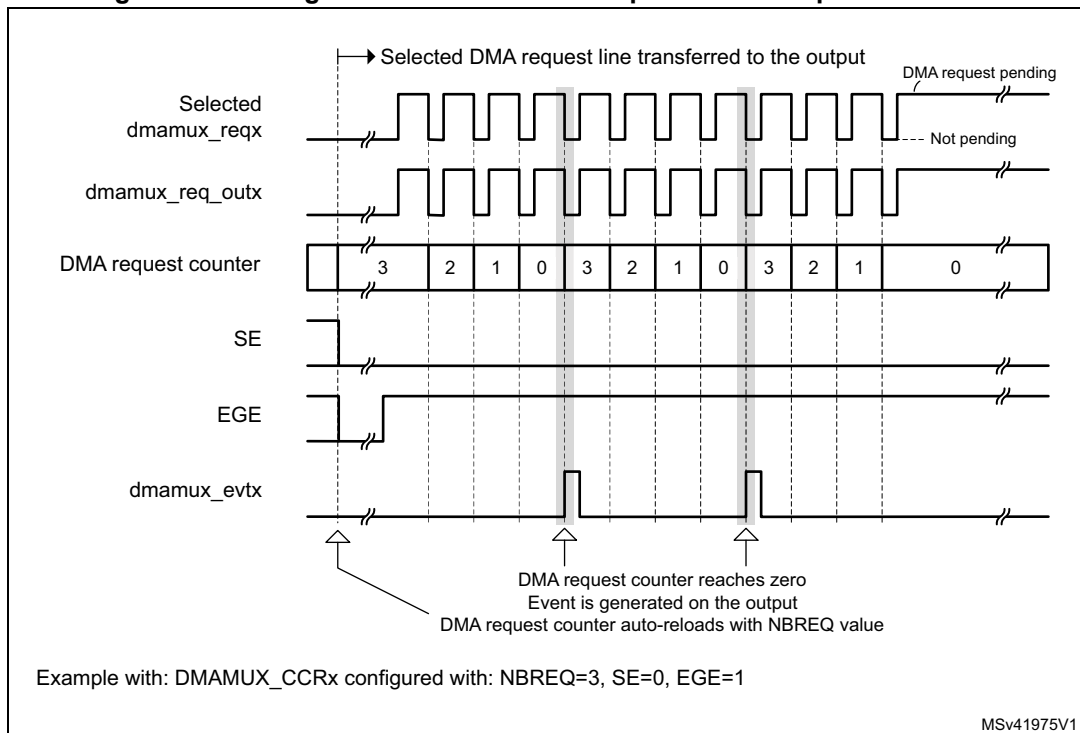 Selected DMA request line transferred to the output
DMA request pending
Selected
dmamux_reqx
Not pending
dmamux_req_outx
DMA request counter
3 2 1 0 3 2 1 0 3 2 1 0
SE
EGE
dmamux_evtx
DMA request counter reaches zero
Event is generated on the output
DMA request counter auto-reloads with NBREQ value
Example with: DMAMUX_CCRx configured with: NBREQ=3, SE=0, EGE=1
MSv41975V1